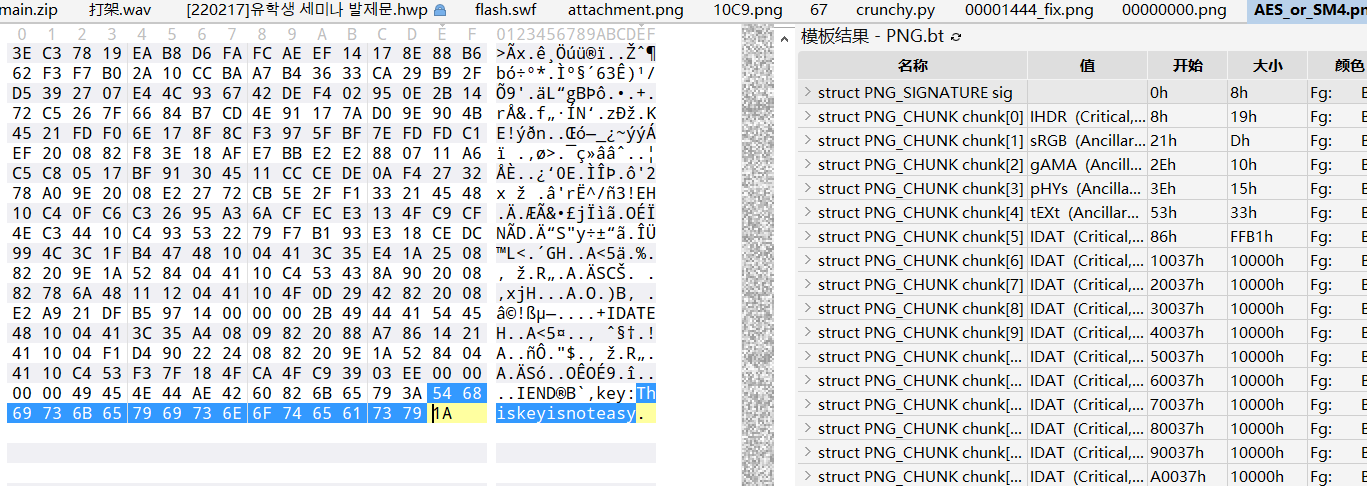 main.zip 打架.wav [220217]유학생 세미나 발제문.hwp flash.swf attachment.png 10C9.png 67 crunchy.py 00001444_fix.png 00000000.png AES_or_SM4.pn
0 1 2 3 4 5 6 7 8 9 A B C D E F 0123456789ABCDEF
3E C3 78 19 EA B8 D6 FA FC AE EF 14 17 8E 88 B6 >Ãx.ê¸Öúü®ï..Žˆ¶
62 F3 F7 B0 2A 10 CC BA A7 B4 36 33 CA 29 B9 2F bó÷°*.Ìº§´63Ê)¹/
D5 39 27 07 E4 4C 93 67 42 DE F4 02 95 0E 2B 14 Õ9'.äL“gBÞô.•.+.
72 C5 26 7F 66 84 B7 CD 4E 91 17 7A D0 9E 90 4B rÅ&.f„·ÍN‘.zÐž.K
45 21 FD F0 6E 17 8F 8C F3 97 5F BF 7E FD FD C1 E!ýðn..Œó—_¿~ýýÁ
EF 20 08 82 F8 3E 18 AF E7 BB E2 E2 88 07 11 A6 ï .‚ø>.¯ç»ââˆ..¦
C5 C8 05 17 BF 91 30 45 11 CC CE DE 0A F4 27 32 ÅÈ..¿‘0E.ÌÎÞ.ô'2
78 A0 9E 20 08 E2 27 72 CB 5E 2F F1 33 21 45 48 x ž .â'rË^/ñ3!EH
10 C4 0F C6 C3 26 95 A3 6A CF EC E3 13 4F C9 CF .Ä.ÆÃ&•£jÏìã.OÉÏ
4E C3 44 10 C4 93 53 22 79 F7 B1 93 E3 18 CE DC NÃD.Ä“S"y÷±“ã.ÎÜ
99 4C 3C 1F B4 47 48 10 04 41 3C 35 E4 1A 25 08 ™L<.´GH..A<5ä.%.
82 20 9E 1A 52 84 04 41 10 C4 53 43 8A 90 20 08 ‚ ž.R„.A.ÄSCŠ. .
82 78 6A 48 11 12 04 41 10 4F 0D 29 42 82 20 08 ‚xjH...A.O.)B‚ .
E2 A9 21 DF B5 97 14 00 00 00 2B 49 44 41 54 45 â©!ßµ—....+IDATE
48 10 04 41 3C 35 A4 08 09 82 20 88 A7 86 14 21 H..A<5¤..‚ ˆ§†.!
41 10 04 F1 D4 90 22 24 08 82 20 9E 1A 52 84 04 A..ñÔ."$.‚ ž.R„.
41 10 C4 53 F3 7F 18 4F CA 4F C9 39 03 EE 00 00 A.ÄSó..OÊOÉ9.î..
00 00 49 45 4E 44 AE 42 60 82 6B 65 79 3A 54 68 ..IEND®B`‚key:Th
69 73 6B 65 79 69 73 6E 6F 74 65 61 73 79 1A iskeyisnoteasy.
模板结果 - PNG.bt
名称 值 开始 大小 颜色
struct PNG_SIGNATURE sig 0h 8h Fg:
struct PNG_CHUNK chunk[0] IHDR (Critical,... 8h 19h Fg:
struct PNG_CHUNK chunk[1] sRGB (Ancillar... 21h Dh Fg:
struct PNG_CHUNK chunk[2] gAMA (Ancill... 2Eh 10h Fg:
struct PNG_CHUNK chunk[3] pHYs (Ancilla... 3Eh 15h Fg:
struct PNG_CHUNK chunk[4] tEXt (Ancillar... 53h 33h Fg:
struct PNG_CHUNK chunk[5] IDAT (Critical,... 86h FFB1h Fg:
struct PNG_CHUNK chunk[6] IDAT (Critical,... 10037h 10000h Fg:
struct PNG_CHUNK chunk[7] IDAT (Critical,... 20037h 10000h Fg:
struct PNG_CHUNK chunk[8] IDAT (Critical,... 30037h 10000h Fg:
struct PNG_CHUNK chunk[9] IDAT (Critical,... 40037h 10000h Fg:
struct PNG_CHUNK chunk[... IDAT (Critical,... 50037h 10000h Fg:
struct PNG_CHUNK chunk[... IDAT (Critical,... 60037h 10000h Fg:
struct PNG_CHUNK chunk[... IDAT (Critical,... 70037h 10000h Fg:
struct PNG_CHUNK chunk[... IDAT (Critical,... 80037h 10000h Fg:
struct PNG_CHUNK chunk[... IDAT (Critical,... 90037h 10000h Fg:
struct PNG_CHUNK chunk[... IDAT (Critical,... A0037h 10000h Fg: